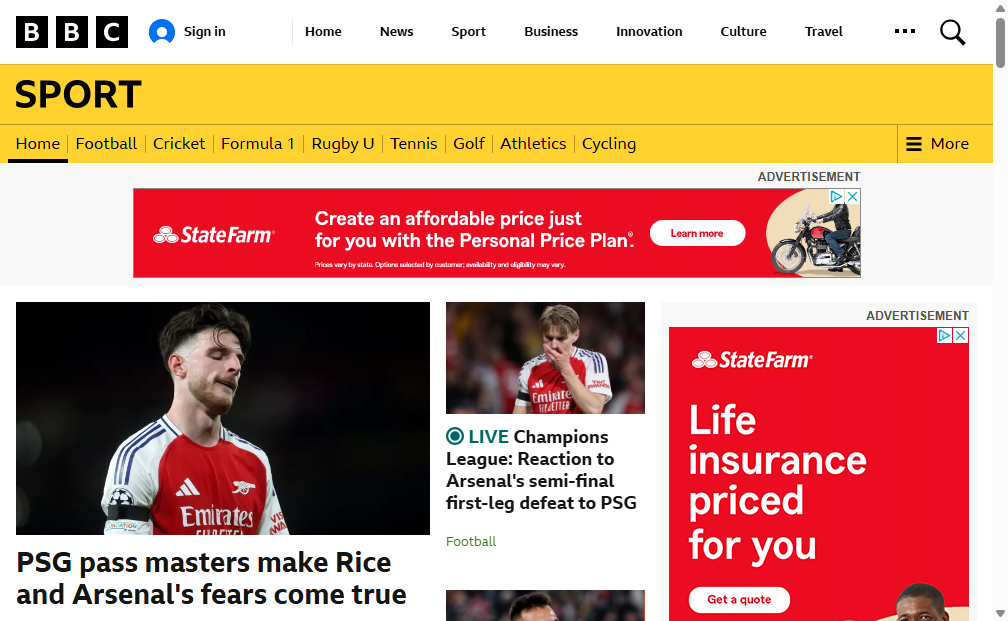 BBC
Sign in
Home
News
Sport
Business
Innovation
Culture
Travel
SPORT
Home
Football
Cricket
Formula 1
Rugby U
Tennis
Golf
Athletics
Cycling
More
ADVERTISEMENT
StateFarm®
Create an affordable price just
for you with the Personal Price Plan®.
Prices vary by state. Options selected by customer; availability and eligibility may vary.
Learn more
PSG pass masters make Rice
and Arsenal's fears come true
LIVE Champions
League: Reaction to
Arsenal's semi-final
first-leg defeat to PSG
Football
ADVERTISEMENT
StateFarm®
Life
insurance
priced
for you
Get a quote
Emirates
Emirates